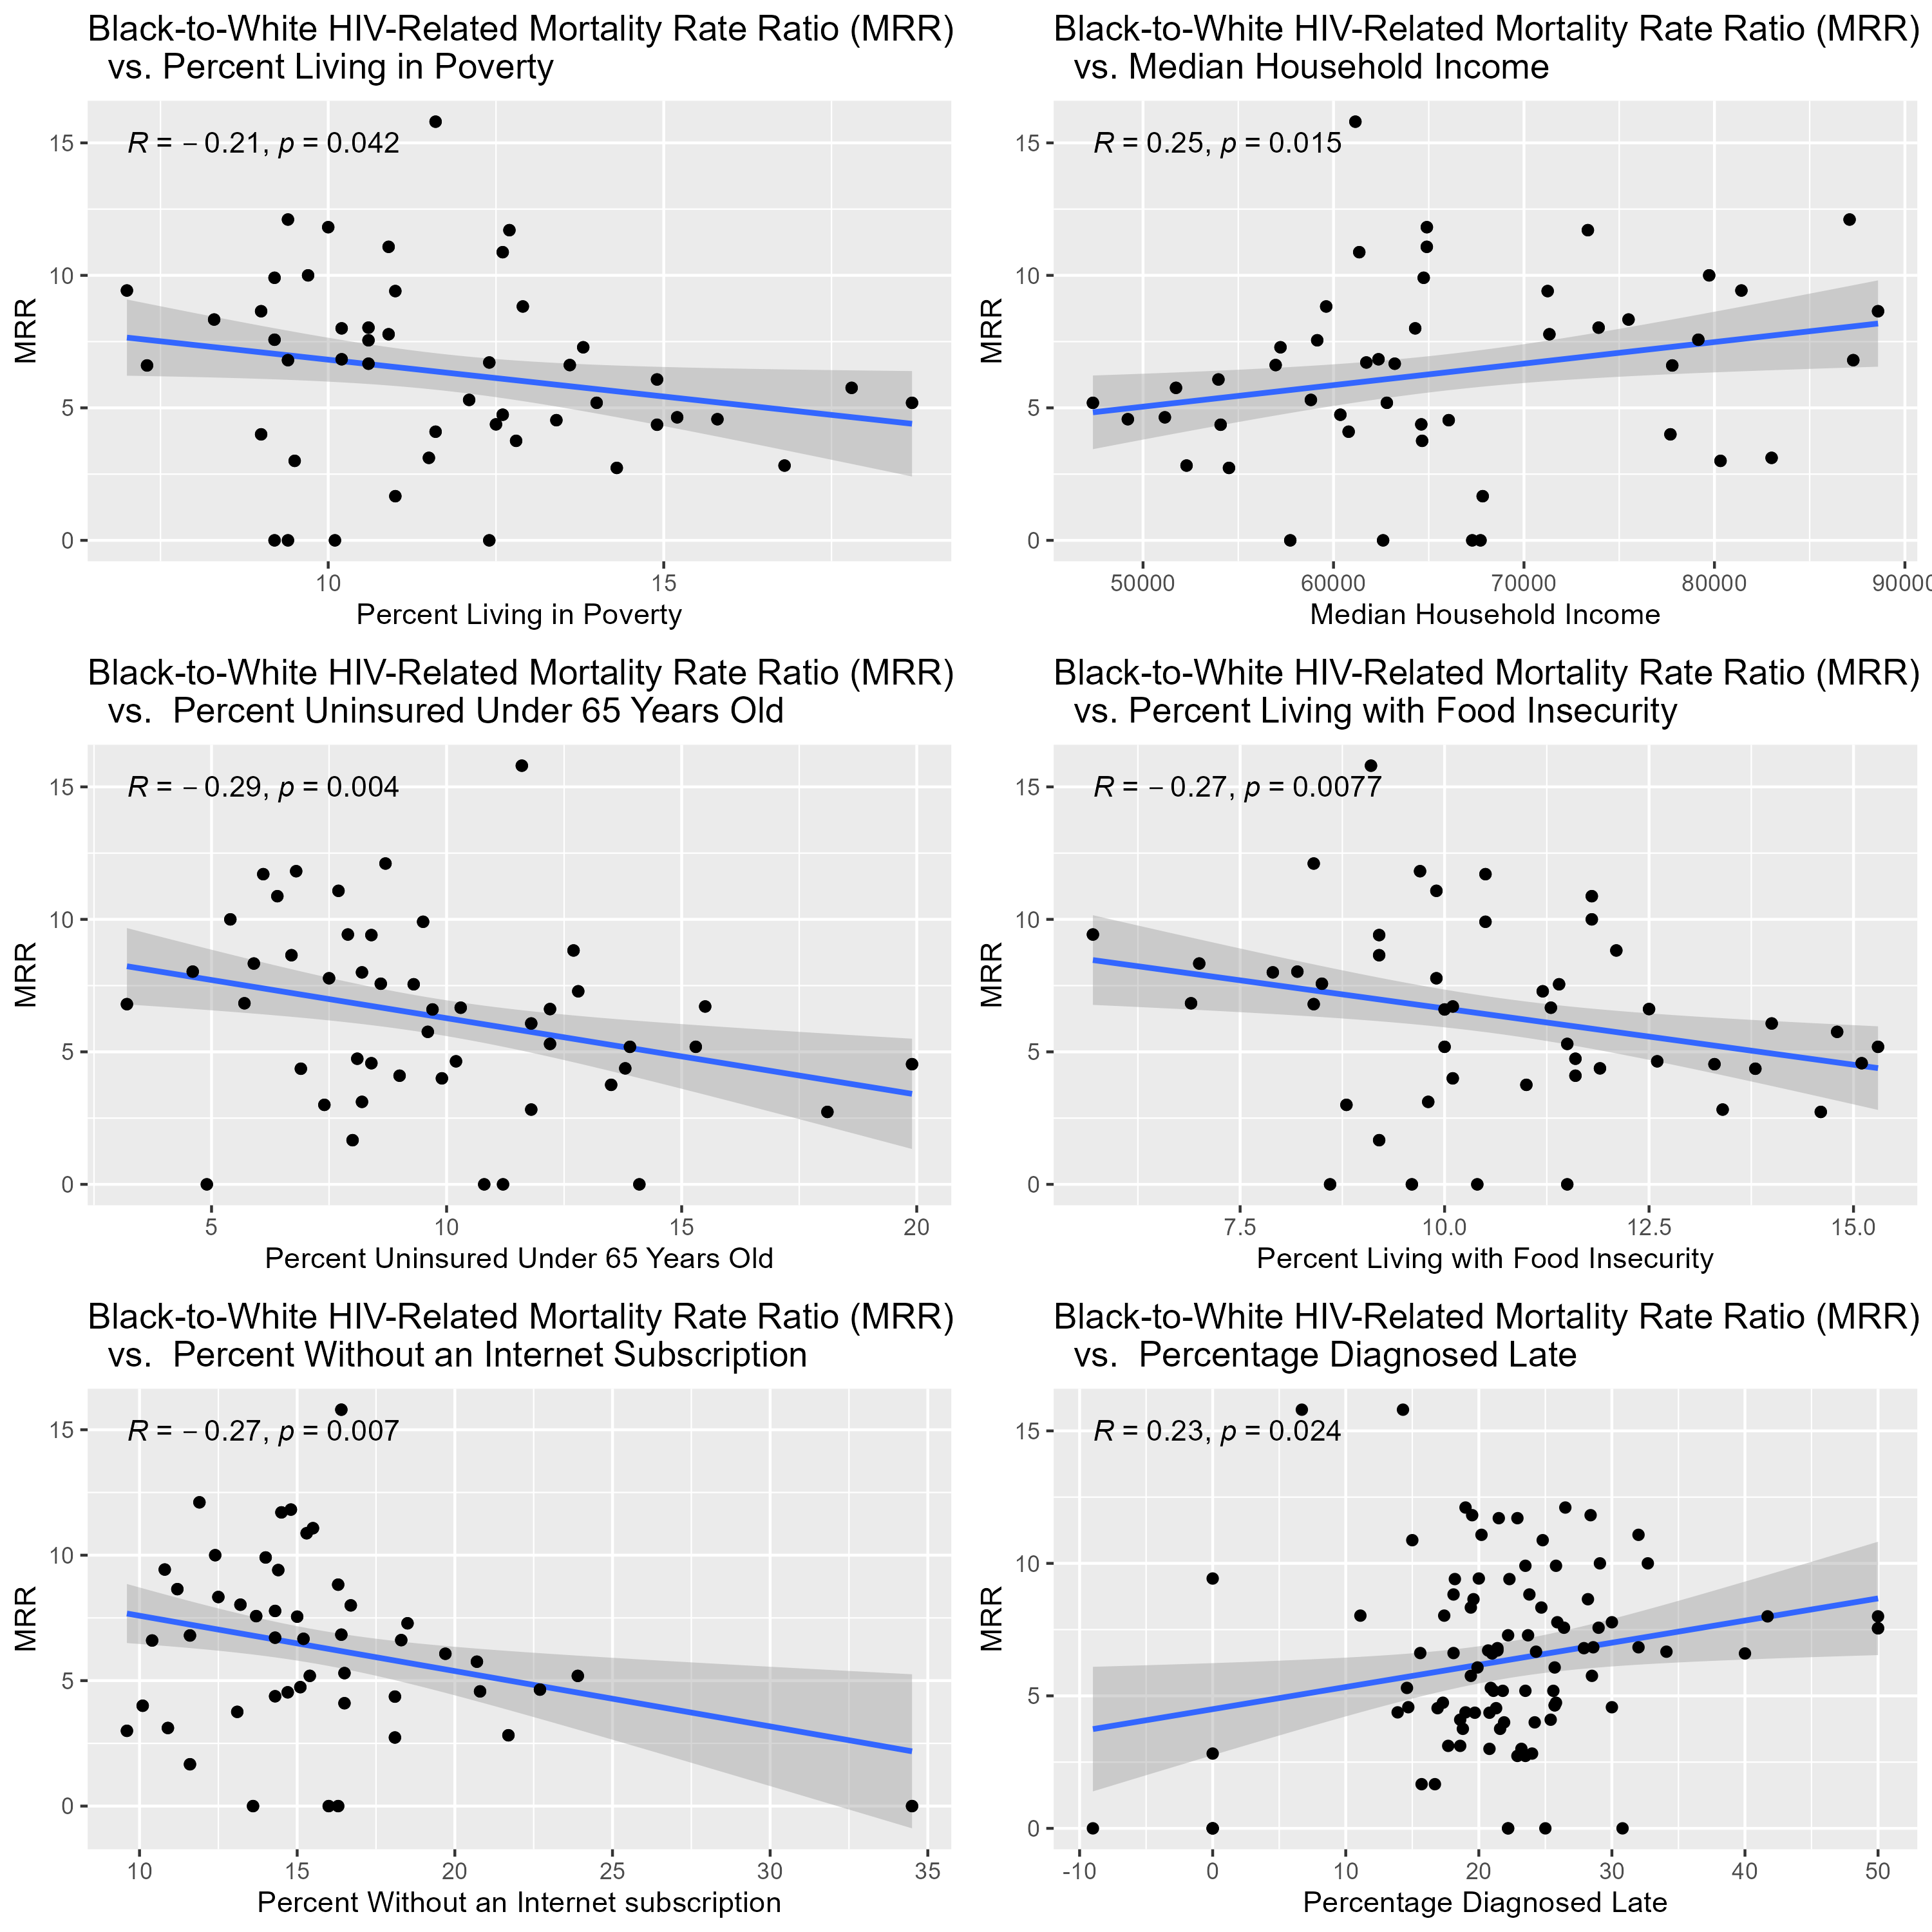 Black-to-White HIV-Related Mortality Rate Ratio (MRR)
vs. Percent Living in Poverty
R = − 0.21, p = 0.042
15
10
5
0
MRR
10 15
Percent Living in Poverty
Black-to-White HIV-Related Mortality Rate Ratio (MRR)
vs. Median Household Income
R = 0.25, p = 0.015
15
10
5
0
MRR
50000 60000 70000 80000 90000
Median Household Income
Black-to-White HIV-Related Mortality Rate Ratio (MRR)
vs.  Percent Uninsured Under 65 Years Old
R = − 0.29, p = 0.004
15
10
5
0
MRR
5 10 15 20
Percent Uninsured Under 65 Years Old
Black-to-White HIV-Related Mortality Rate Ratio (MRR)
vs. Percent Living with Food Insecurity
R = − 0.27, p = 0.0077
15
10
5
0
MRR
7.5 10.0 12.5 15.0
Percent Living with Food Insecurity
Black-to-White HIV-Related Mortality Rate Ratio (MRR)
vs.  Percent Without an Internet Subscription
R = − 0.27, p = 0.007
15
10
5
0
MRR
10 15 20 25 30 35
Percent Without an Internet subscription
Black-to-White HIV-Related Mortality Rate Ratio (MRR)
vs.  Percentage Diagnosed Late
R = 0.23, p = 0.024
15
10
5
0
MRR
-10 0 10 20 30 40 50
Percentage Diagnosed Late